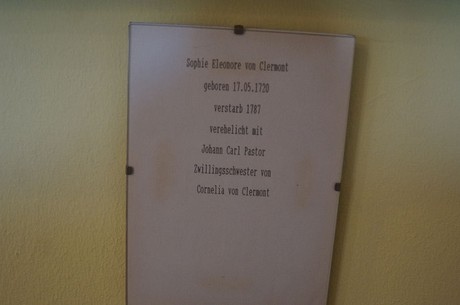 Sophie Eleonore von Clermont
geboren 17.05.1720
verstarb 1787
verehelicht mit
Johann Carl Pastor
Zwillingsschwester von
Cornelia von Clermont